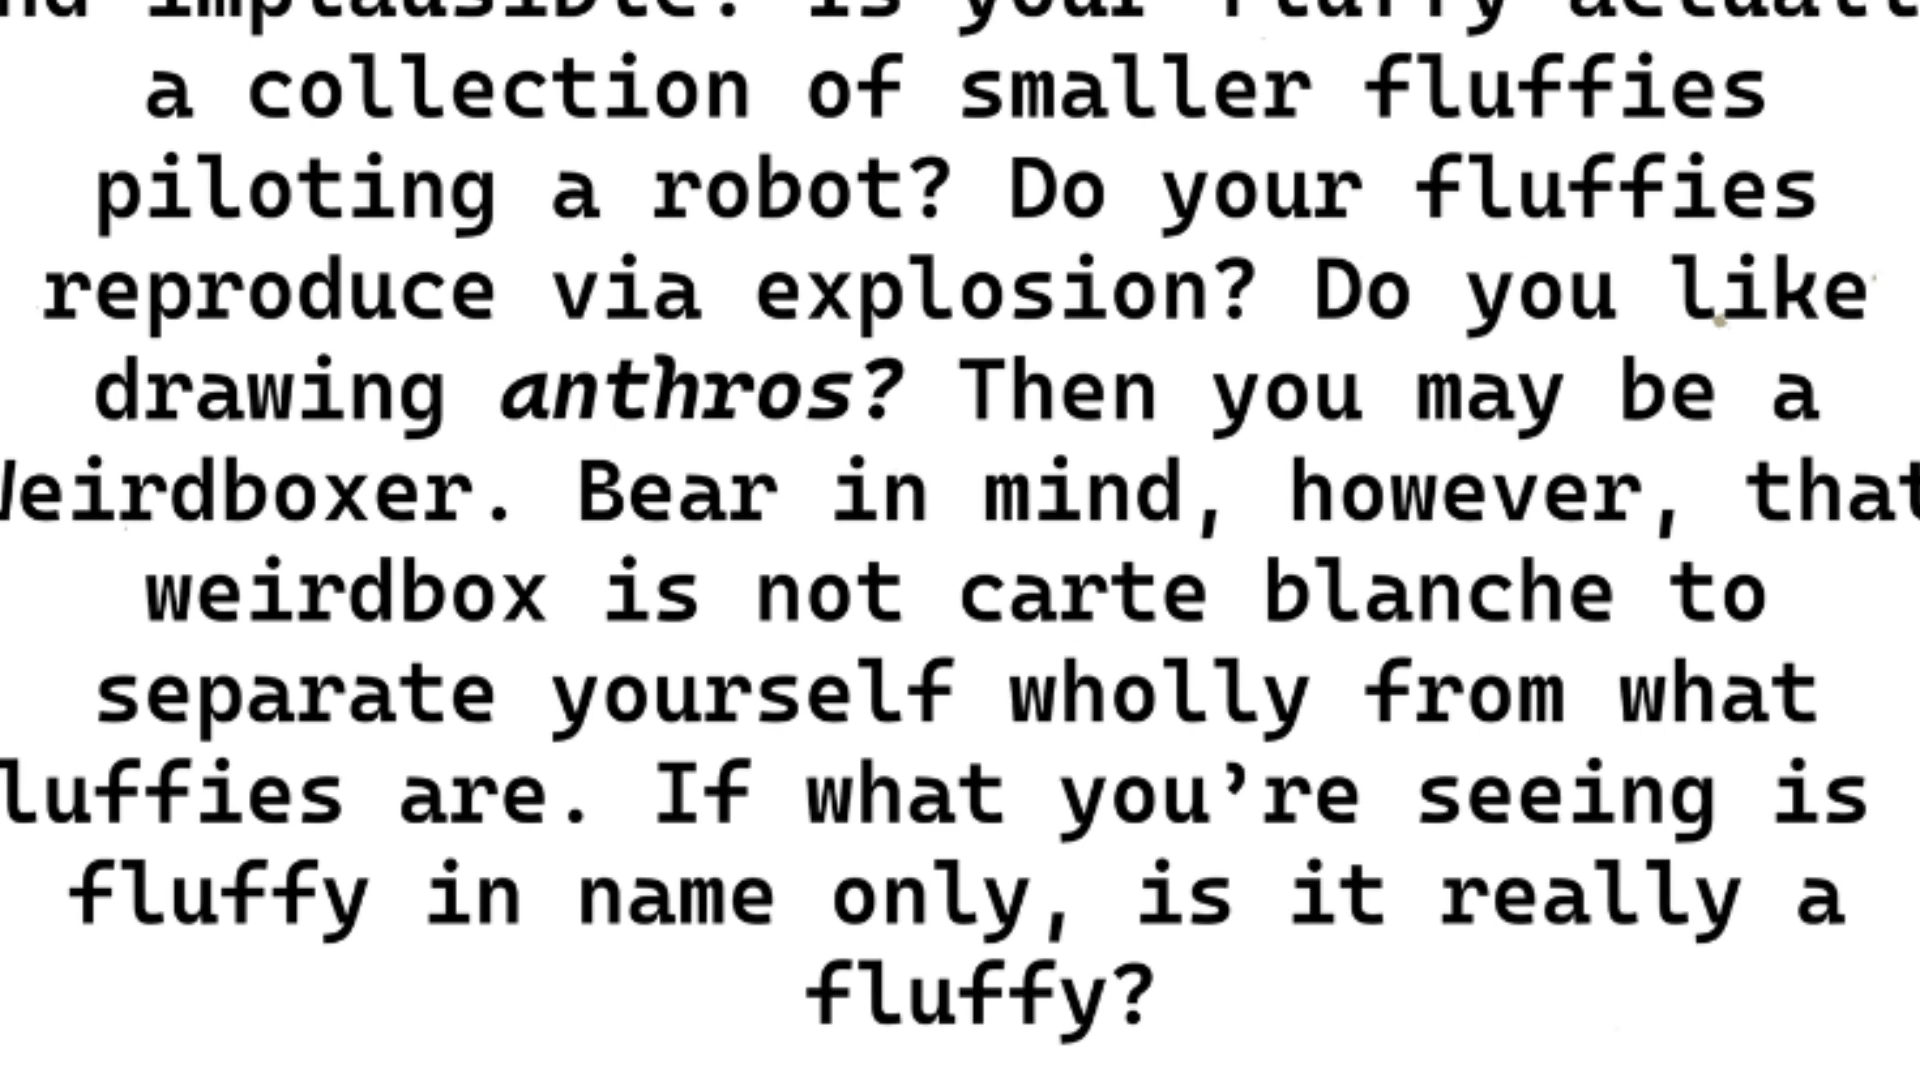 nd implausible? Is your fluffy actuall
a collection of smaller fluffies
piloting a robot? Do your fluffies
reproduce via explosion? Do you like
drawing anthros? Then you may be a
Weirdboxer. Bear in mind, however, that
weirdbox is not carte blanche to
separate yourself wholly from what
luffies are. If what you’re seeing is
fluffy in name only, is it really a
fluffy?